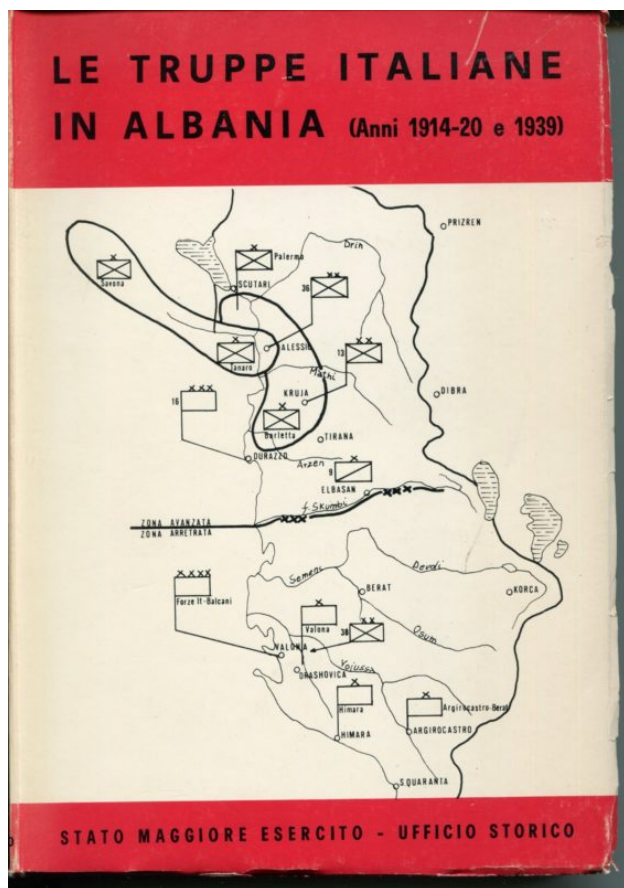 LE TRUPPE ITALIANE
IN ALBANIA (Anni 1914-20 e 1939)
PRIZREN
Drin
Palermo
Savona
SCUTARI
36
ALESSIO
Tanaro
13
Mathi
KRUJA
16
DIBRA
Barletta
TIRANA
DURAZZO
Arzen
9
ELBASAN
f. Skumbi
ZONA AVANZATA
ZONA ARRETRATA
Semeni
Devoli
Forze It-Balcani
BERAT
KORCA
Valona
38
Osum
VALONA
Voiussa
DRASHOVICA
Himara
Argirocastro-Berat
HIMARA
ARGIROCASTRO
S.QUARANTA
STATO MAGGIORE ESERCITO - UFFICIO STORICO